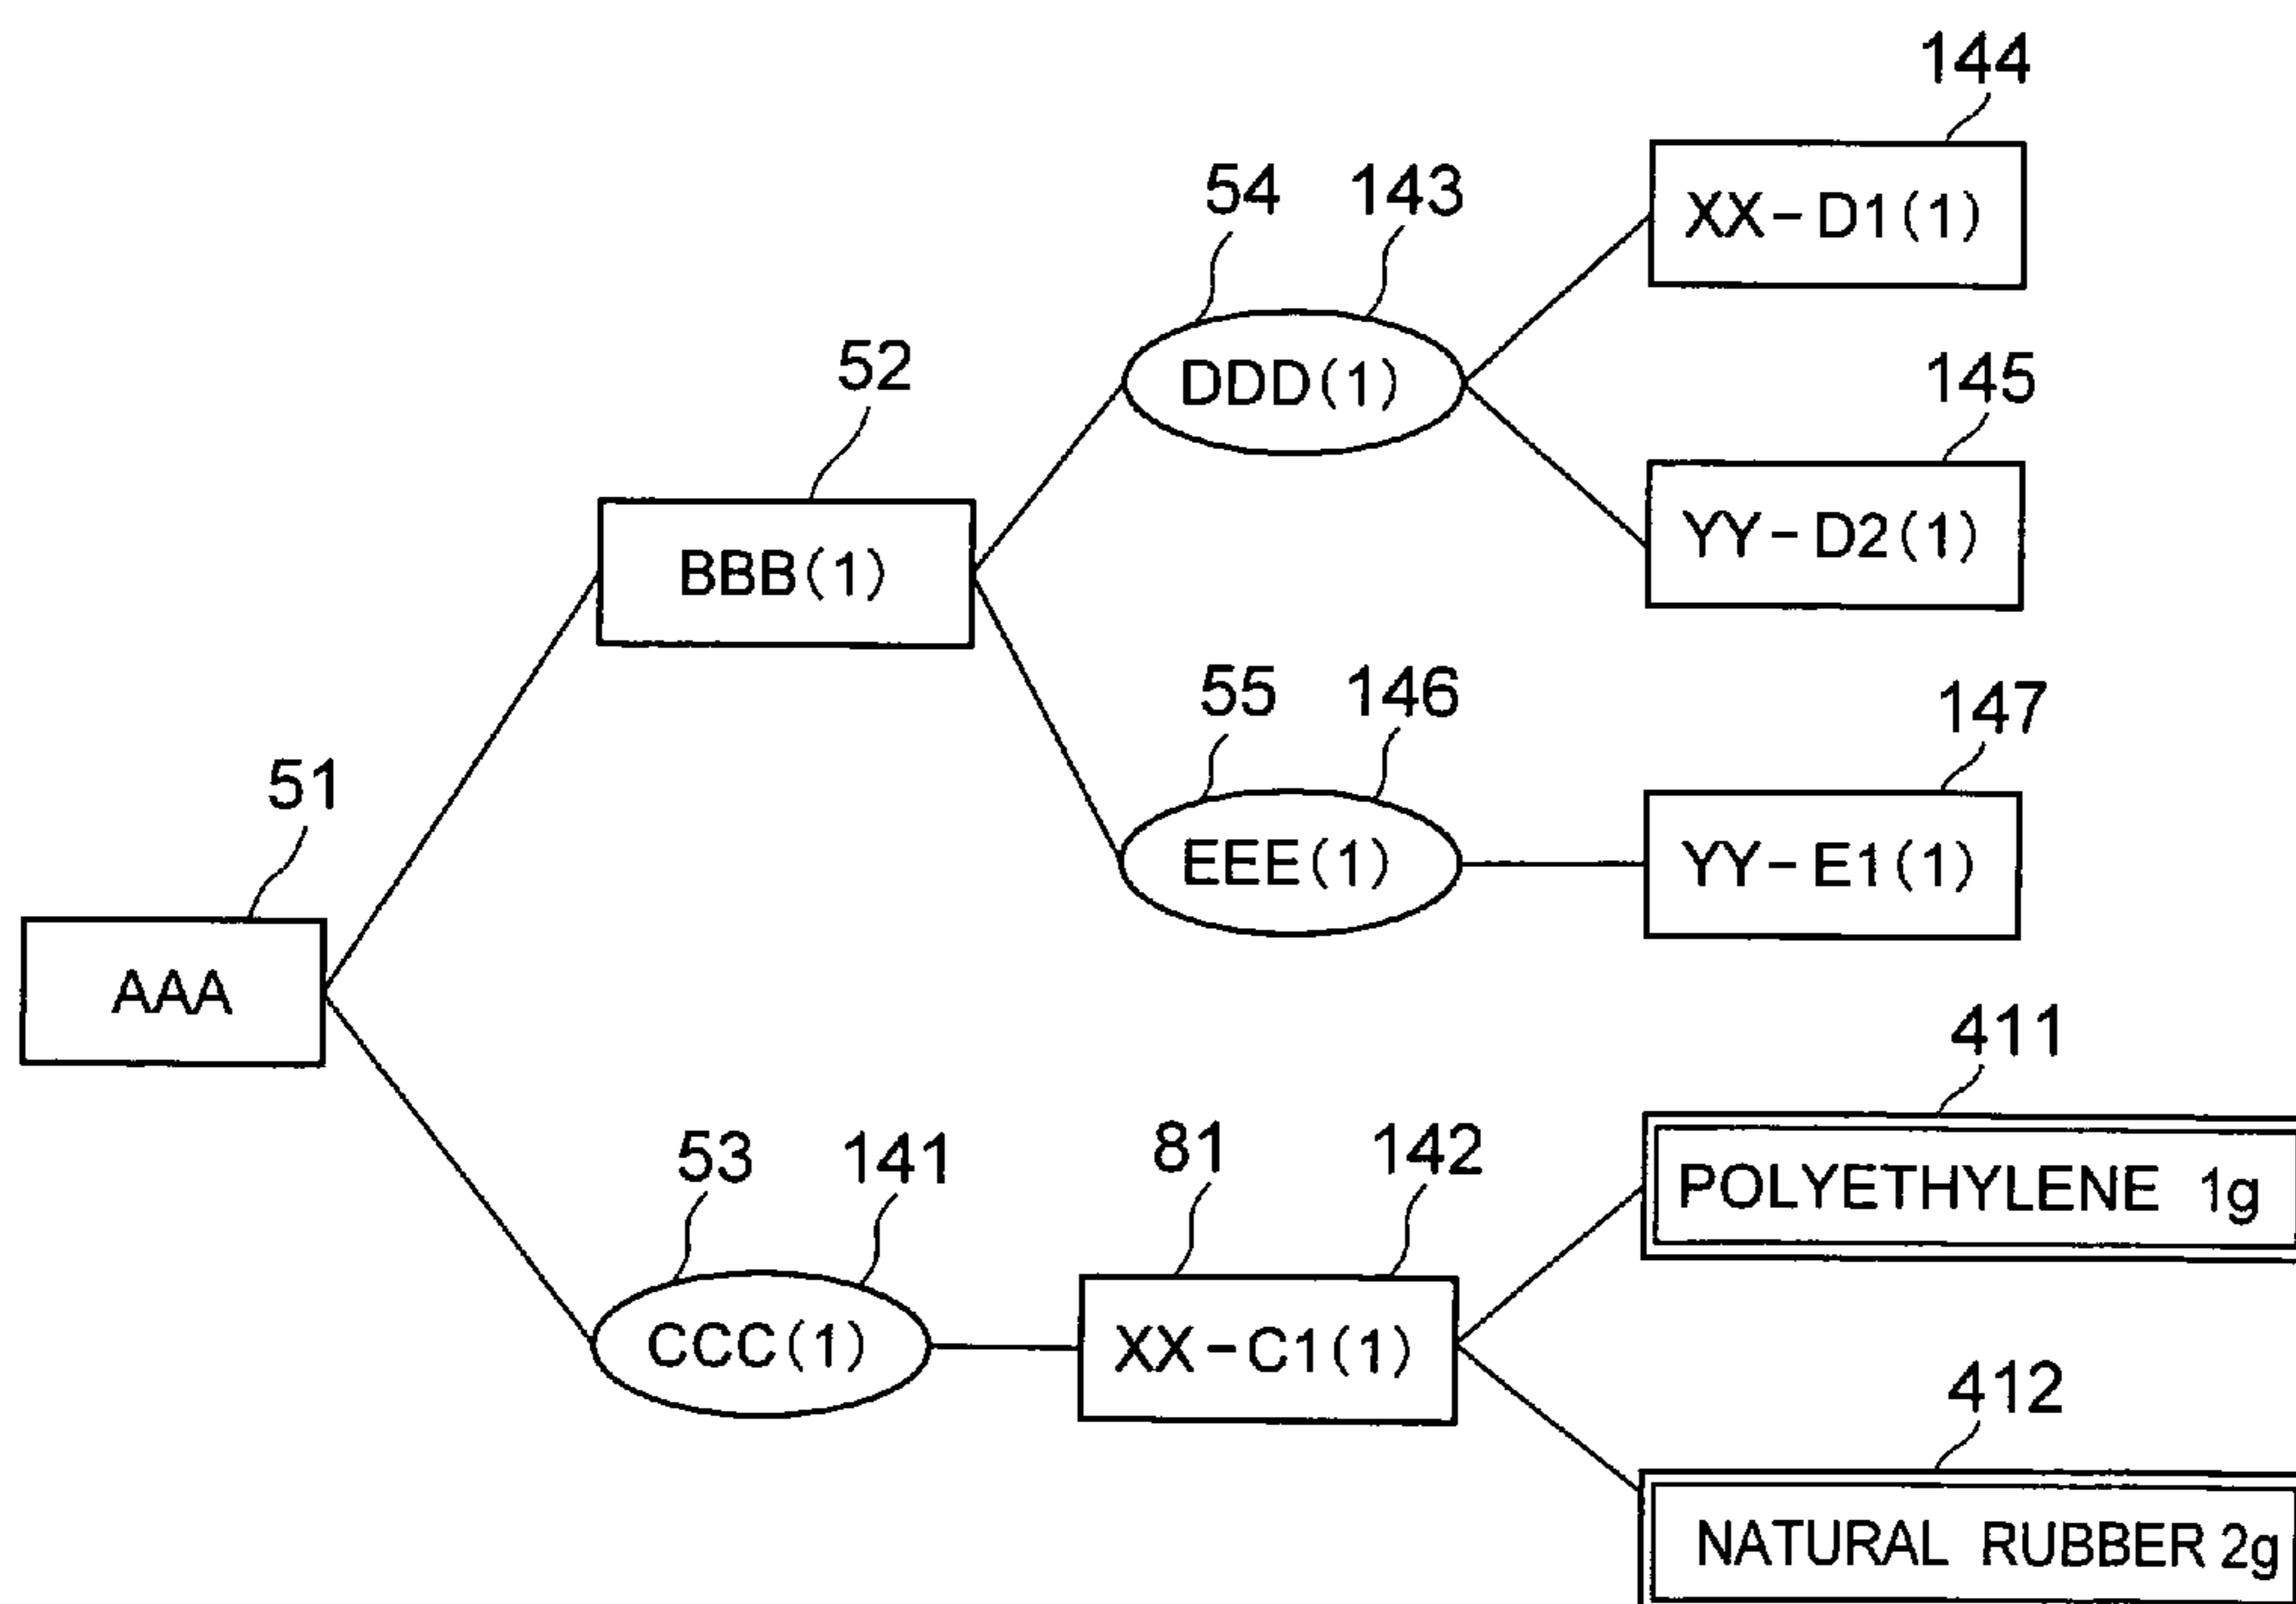 144
XX-D1(1)
54 143
DDD(1)
145
YY-D2(1)
52
BBB(1)
55 146
EEE(1)
147
YY-E1(1)
51
AAA
411
POLYETHYLENE 1g
53 141
CCC(1)
81 142
XX-C1(1)
412
NATURAL RUBBER 2g